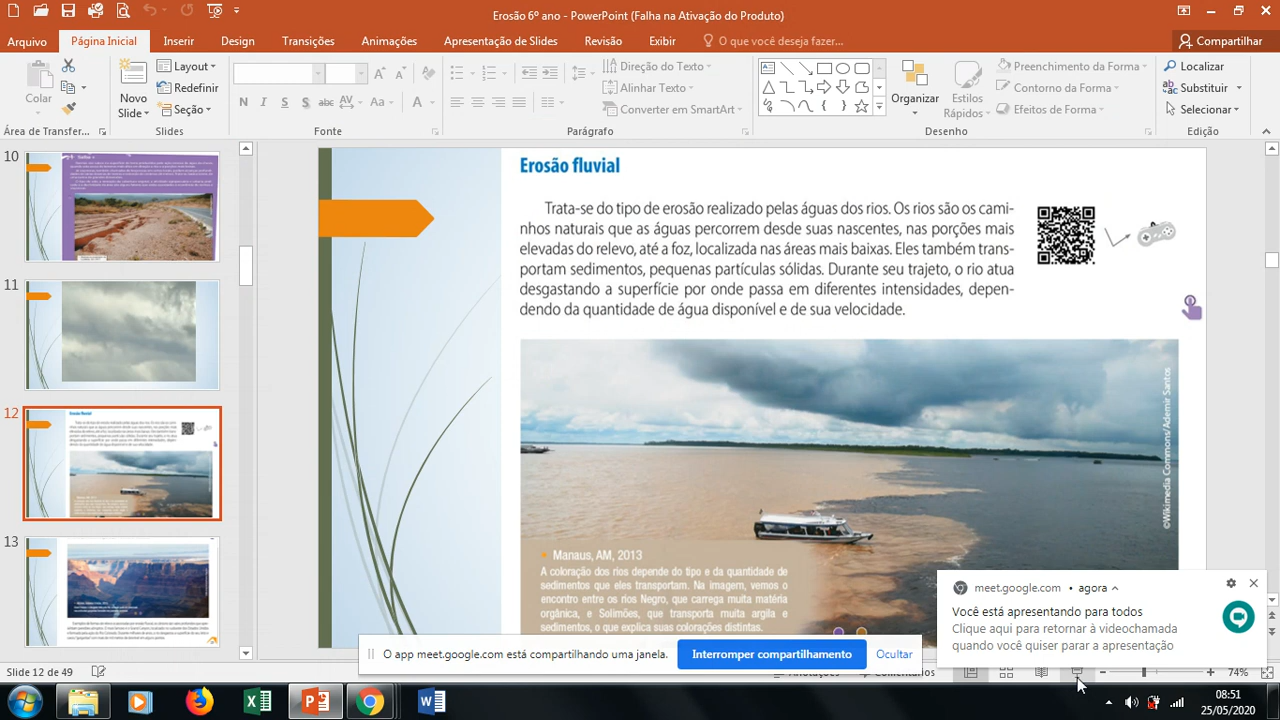 Erosão 6º ano - PowerPoint (Falha na Ativação do Produto)
Arquivo Página Inicial Inserir Design Transições Animações Apresentação de Slides Revisão Exibir O que você deseja fazer... Compartilhar
Colar
Novo Slide
Layout
Redefinir
Seção
N I S S abc AV Aa A
Direção do Texto
Alinhar Texto
Converter em SmartArt
Organizar
Estilos Rápidos
Preenchimento da Forma
Contorno da Forma
Efeitos de Forma
Localizar
Substituir
Selecionar
Área de Transfer... Slides Fonte Parágrafo Desenho Edição
10
11
12
13
Erosão fluvial
Trata-se do tipo de erosão realizado pelas águas dos rios. Os rios são os cami-
nhos naturais que as águas percorrem desde suas nascentes, nas porções mais
elevadas do relevo, até a foz, localizada nas áreas mais baixas. Eles também trans-
portam sedimentos, pequenas partículas sólidas. Durante seu trajeto, o rio atua
desgastando a superfície por onde passa em diferentes intensidades, depen-
dendo da quantidade de água disponível e de sua velocidade.
©Wikimedia Commons/Ademir Santos
Manaus, AM, 2013
A coloração dos rios depende do tipo e da quantidade de
sedimentos que eles transportam. Na imagem, vemos o
encontro entre os rios Negro, que carrega muita matéria
orgânica, e Solimões, que transporta muita argila e
sedimentos, o que explica suas colorações distintas.
meet.google.com • agora
Você está apresentando para todos
Clique aqui para retornar à videochamada
quando você quiser parar a apresentação
O app meet.google.com está compartilhando uma janela. Interromper compartilhamento Ocultar
Slide 12 de 49 74%
08:51
25/05/2020